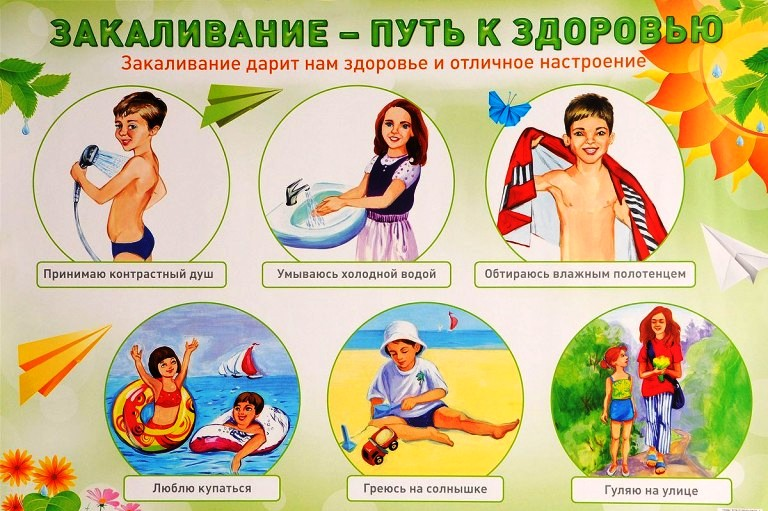 ЗАКАЛИВАНИЕ – ПУТЬ К ЗДОРОВЬЮ
Закаливание дарит нам здоровье и отличное настроение
Принимаю контрастный душ
Умываюсь холодной водой
Обтираюсь влажным полотенцем
Люблю купаться
Греюсь на солнышке
Гуляю на улице